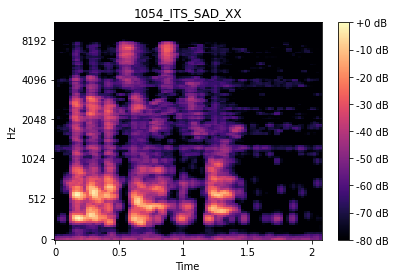 1054_ITS_SAD_XX
+0 dB
8192
-10 dB
4096
-20 dB
-30 dB
2048
-40 dB
Hz
1024
-50 dB
512
-60 dB
-70 dB
0
-80 dB
0
0.5
1
1.5
2
Time